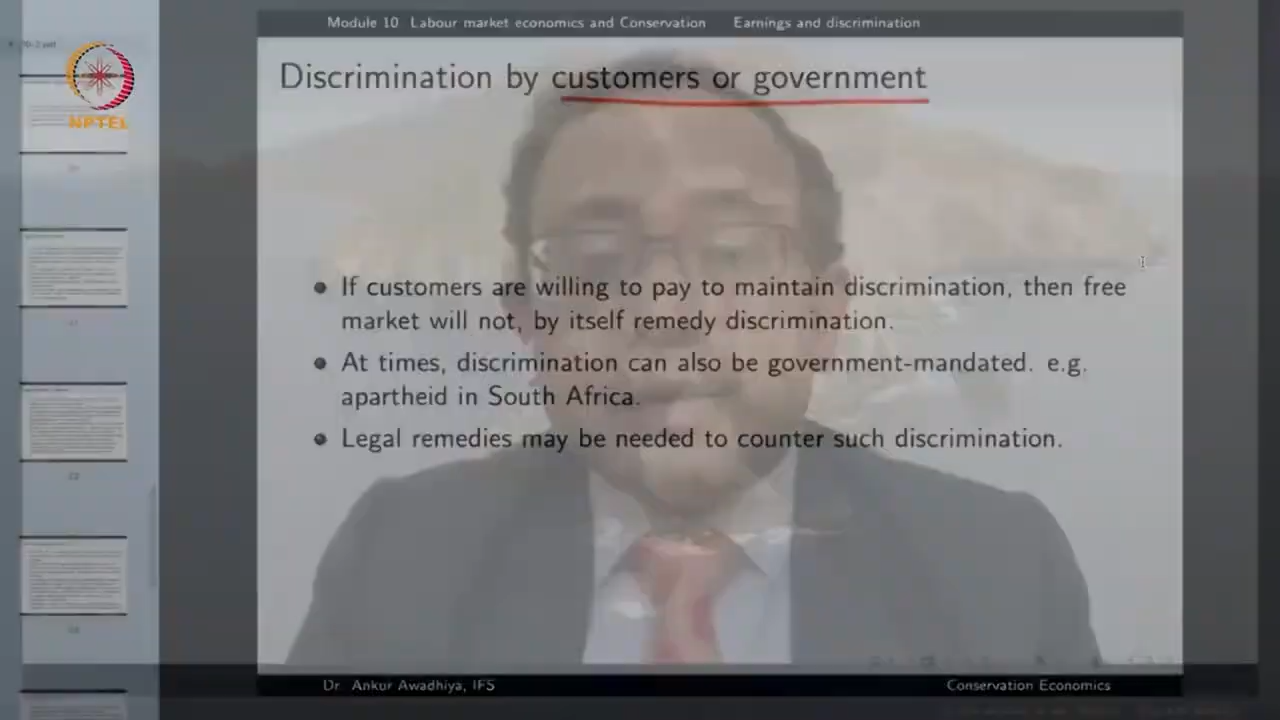 Module 10 Labour market economics and Conservation Earnings and discrimination
NPTEL
Discrimination by customers or government
If customers are willing to pay to maintain discrimination, then free
market will not, by itself remedy discrimination.
At times, discrimination can also be government-mandated. e.g.
apartheid in South Africa.
Legal remedies may be needed to counter such discrimination.
Dr. Ankur Awadhiya, IFS
Conservation Economics